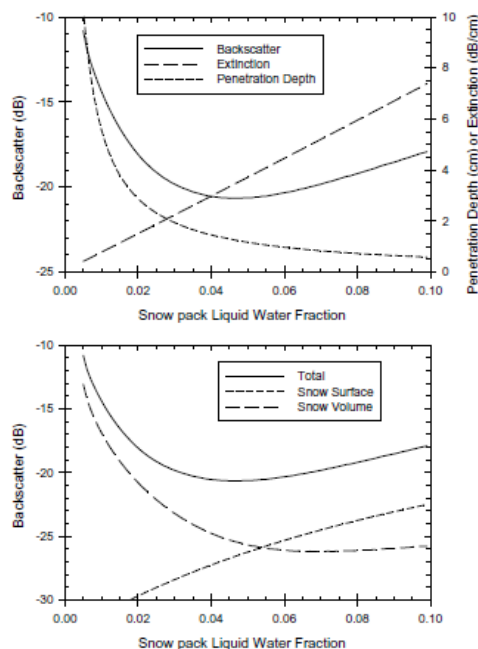 -10
-15
-20
-25
Backscatter (dB)
Backscatter
Extinction
Penetration Depth
10
8
6
4
2
0
Penetration Depth (cm) or Extinction (dB/cm)
0.00 0.02 0.04 0.06 0.08 0.10
Snow pack Liquid Water Fraction
-10
-15
-20
-25
-30
Backscatter (dB)
Total
Snow Surface
Snow Volume
0.00 0.02 0.04 0.06 0.08 0.10
Snow pack Liquid Water Fraction